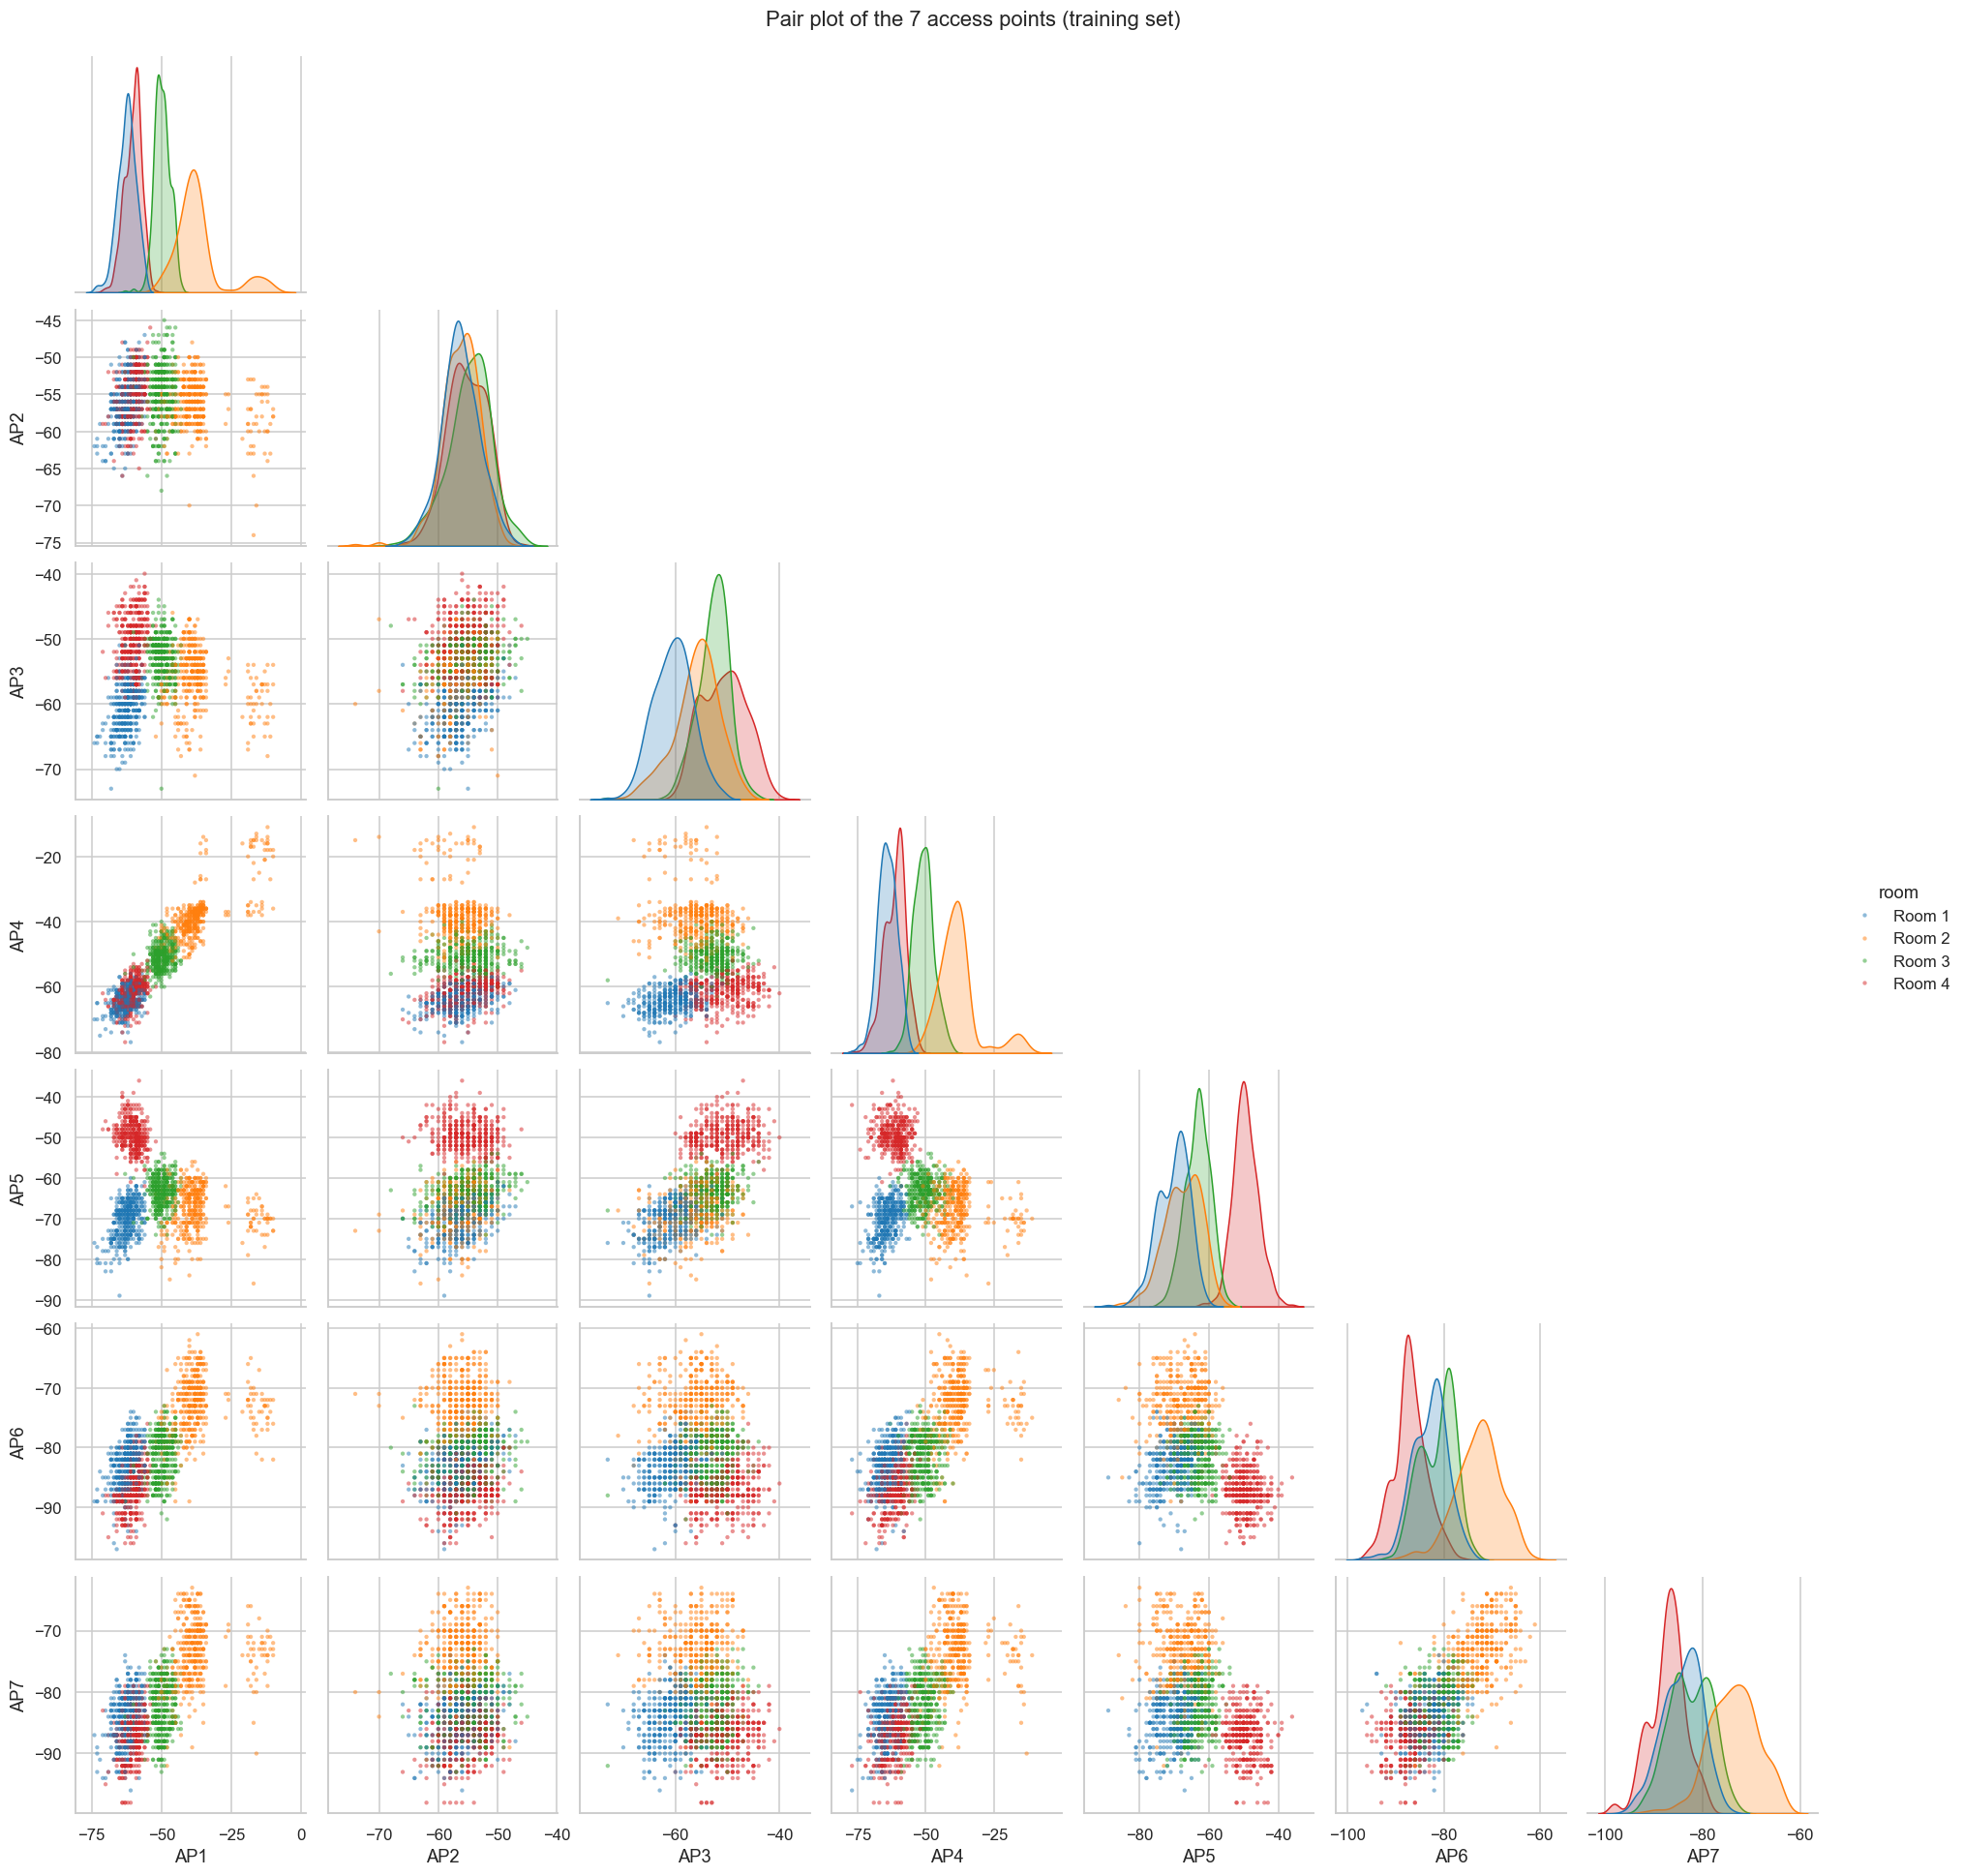 Pair plot of the 7 access points (training set)
−45
−50
−55
−60
−65
−70
−75
AP2
−40
−50
−60
−70
AP3
−20
−40
−60
−80
AP4
room
Room 1
Room 2
Room 3
Room 4
−40
−50
−60
−70
−80
−90
AP5
−60
−70
−80
−90
AP6
−70
−80
−90
AP7
−75 −50 −25 0
−70 −60 −50 −40
−60 −40
−75 −50 −25
−80 −60 −40
−100 −80 −60
−100 −80 −60
AP1 AP2 AP3 AP4 AP5 AP6 AP7